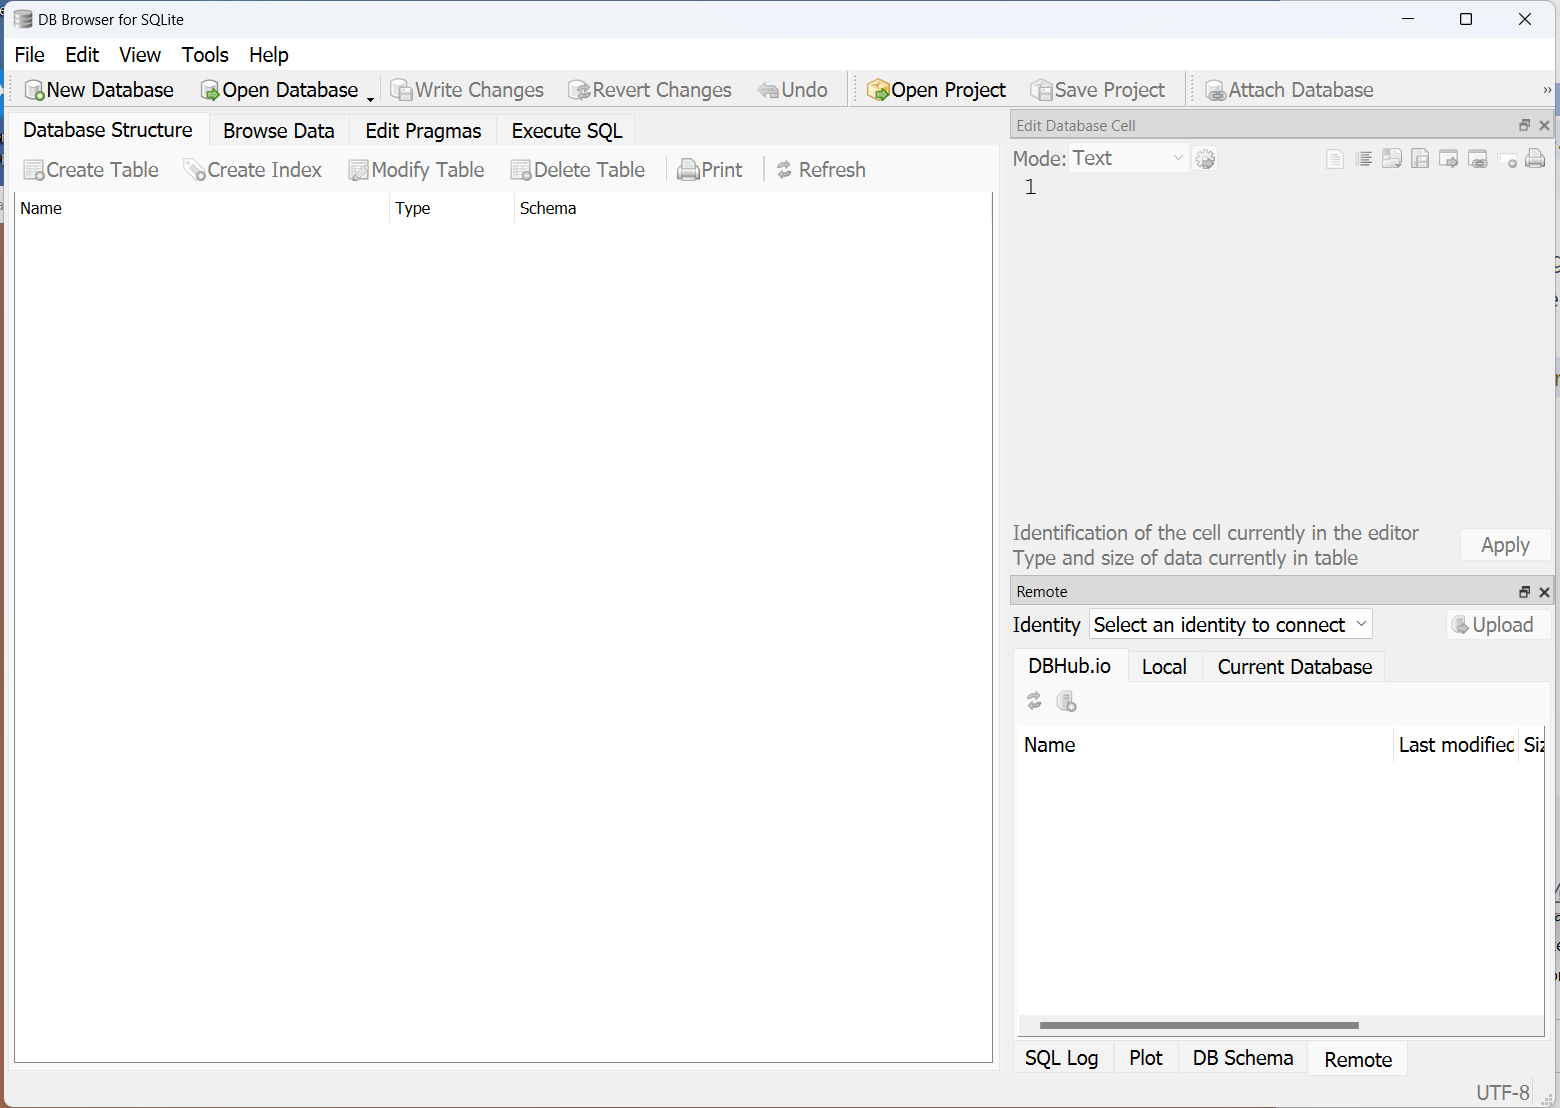 DB Browser for SQLite
File Edit View Tools Help
New Database Open Database Write Changes Revert Changes Undo Open Project Save Project Attach Database »
Database Structure Browse Data Edit Pragmas Execute SQL
Create Table Create Index Modify Table Delete Table Print Refresh
Name Type Schema
Edit Database Cell
Mode: Text
1
Identification of the cell currently in the editor
Type and size of data currently in table
Apply
Remote
Identity Select an identity to connect Upload
DBHub.io Local Current Database
Name Last modified Siz
SQL Log Plot DB Schema Remote
UTF-8